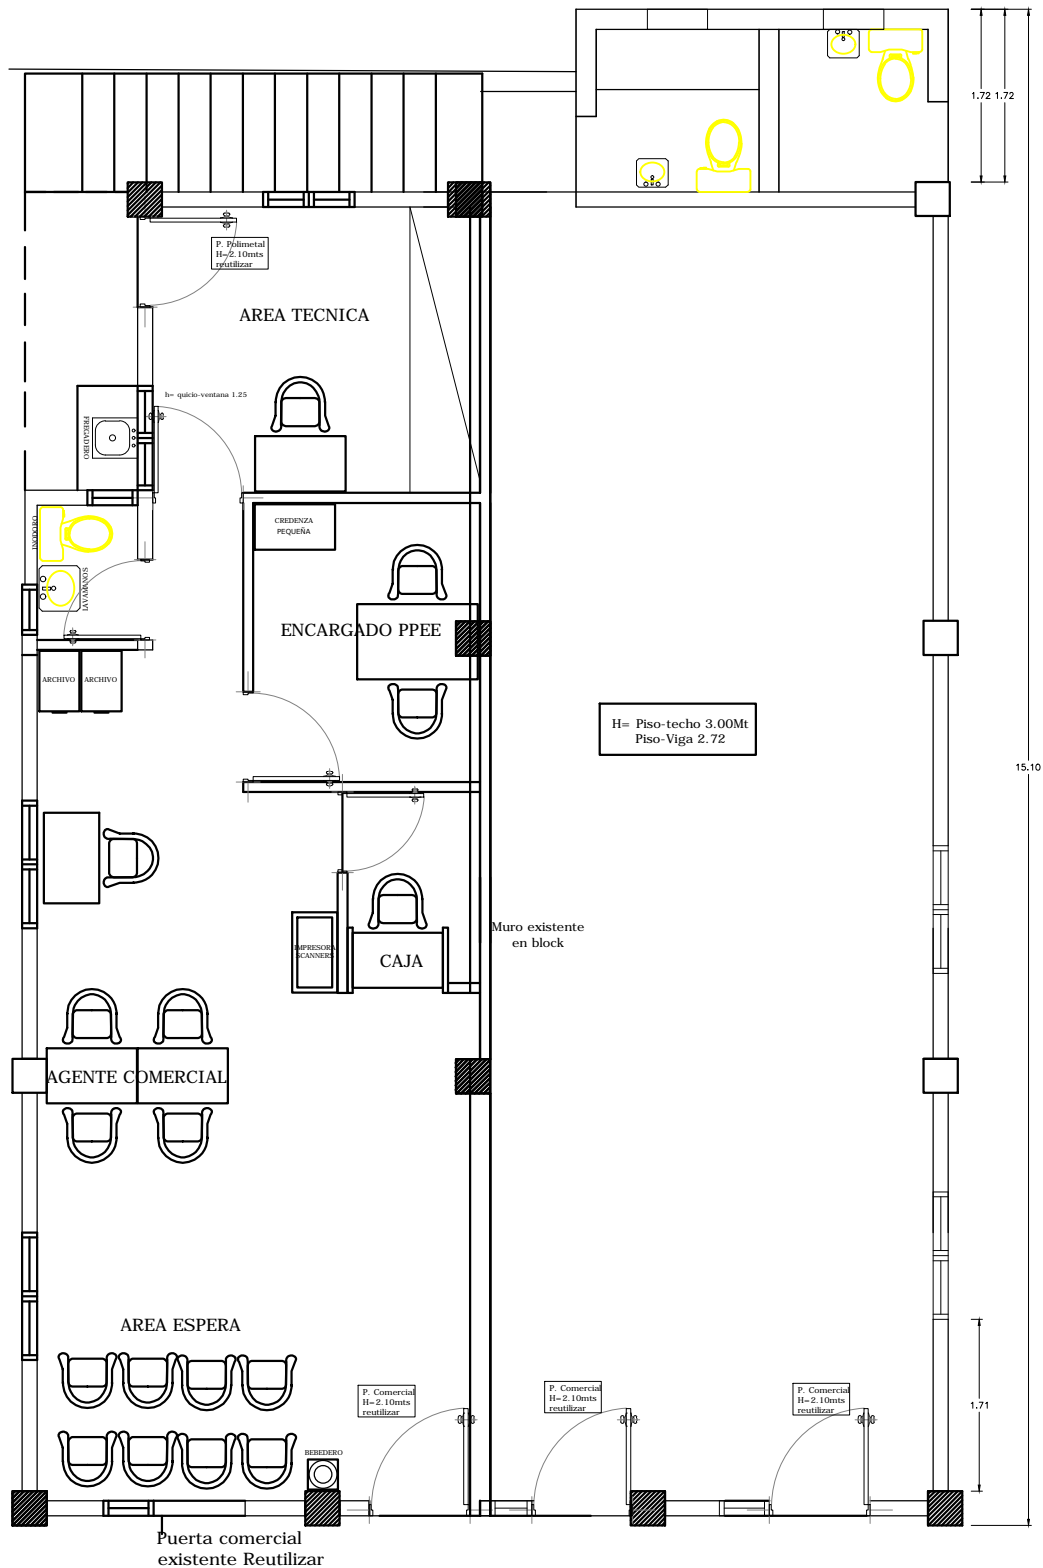 1.72 1.72
P. Polimetal
H=2.10mts
reutilizar
AREA TECNICA
h= quicio-ventana 1.25
FREGADERO
CREDENZA
PEQUEÑA
INODORO
LAVAMANOS
ENCARGADO PPEE
ARCHIVO ARCHIVO
H= Piso-techo 3.00Mt
Piso-Viga 2.72
15.10
Muro existente
en block
IMPRESORA
SCANNERS
CAJA
AGENTE COMERCIAL
AREA ESPERA
P. Comercial
H=2.10mts
reutilizar
P. Comercial
H=2.10mts
reutilizar
P. Comercial
H=2.10mts
reutilizar
1.71
BEBEDERO
Puerta comercial
existente Reutilizar